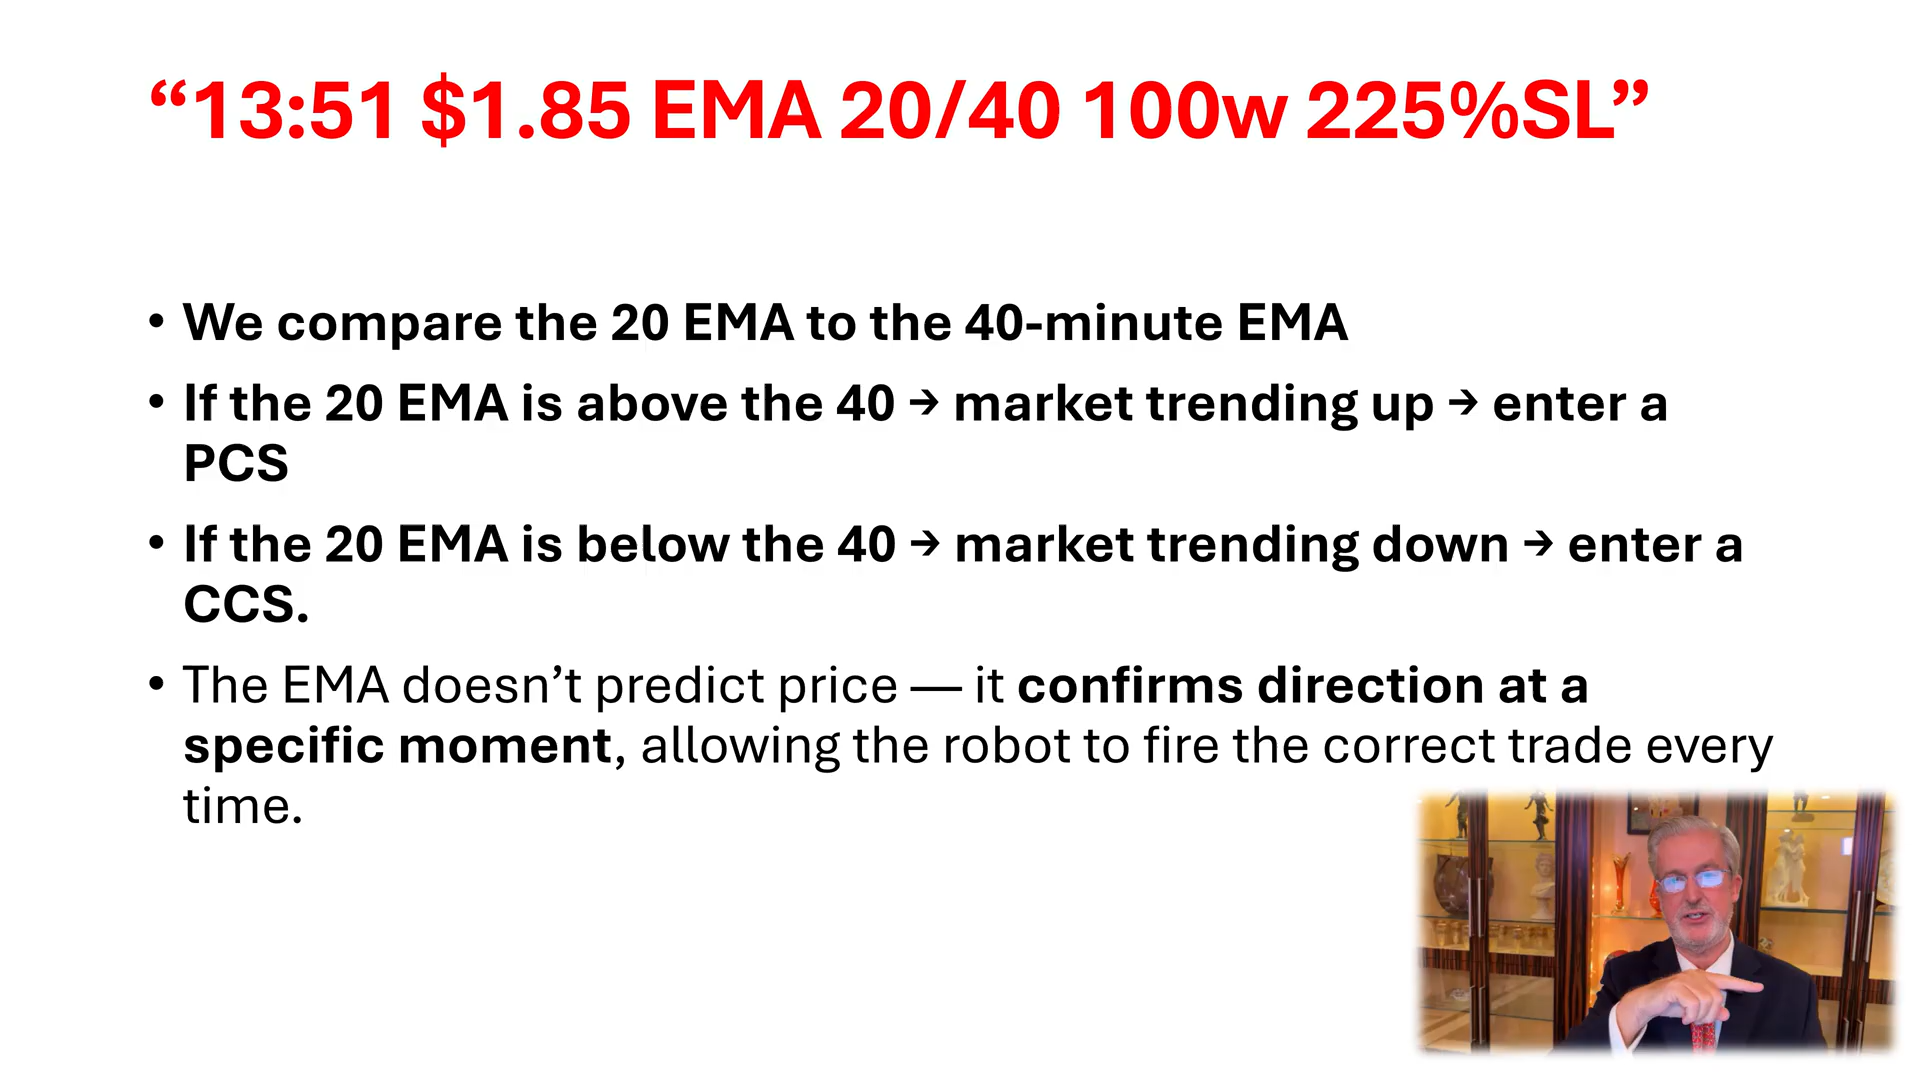 “13:51 $1.85 EMA 20/40 100w 225%SL”
• We compare the 20 EMA to the 40-minute EMA
• If the 20 EMA is above the 40 → market trending up → enter a
PCS
• If the 20 EMA is below the 40 → market trending down → enter a
CCS.
• The EMA doesn’t predict price — it confirms direction at a
specific moment, allowing the robot to fire the correct trade every
time.